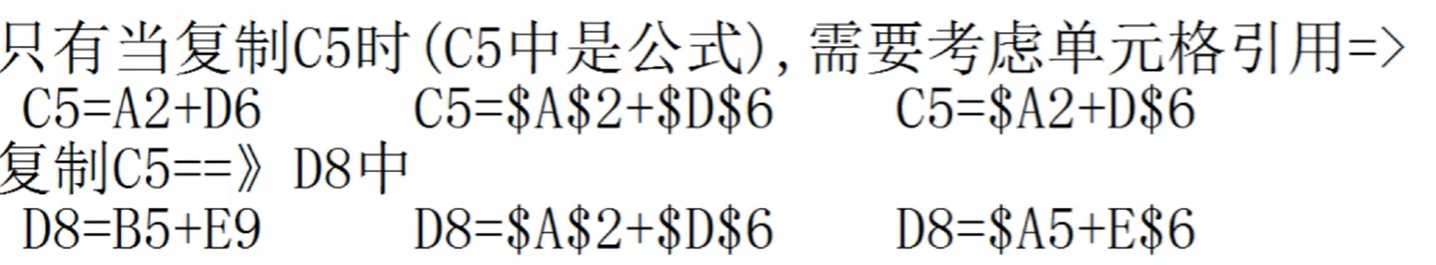 只有当复制C5时(C5中是公式),需要考虑单元格引用=>
C5=A2+D6 C5=$A$2+$D$6 C5=$A2+D$6
复制C5==》 D8中
D8=B5+E9 D8=$A$2+$D$6 D8=$A5+E$6